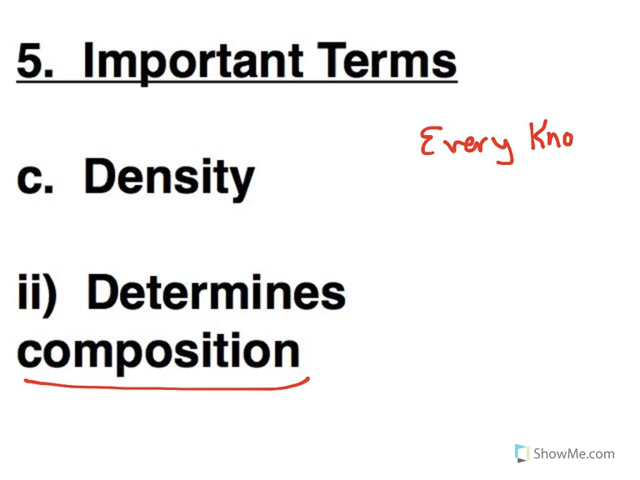 5. Important Terms
Every Kno
c. Density
ii) Determines
composition
ShowMe.com